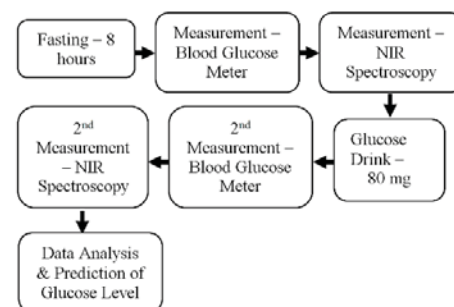 Fasting – 8
hours
Measurement –
Blood Glucose
Meter
Measurement –
NIR
Spectroscopy
Glucose
Drink –
80 mg
2nd
Measurement –
Blood Glucose
Meter
2nd
Measurement
– NIR
Spectroscopy
Data Analysis
& Prediction of
Glucose Level